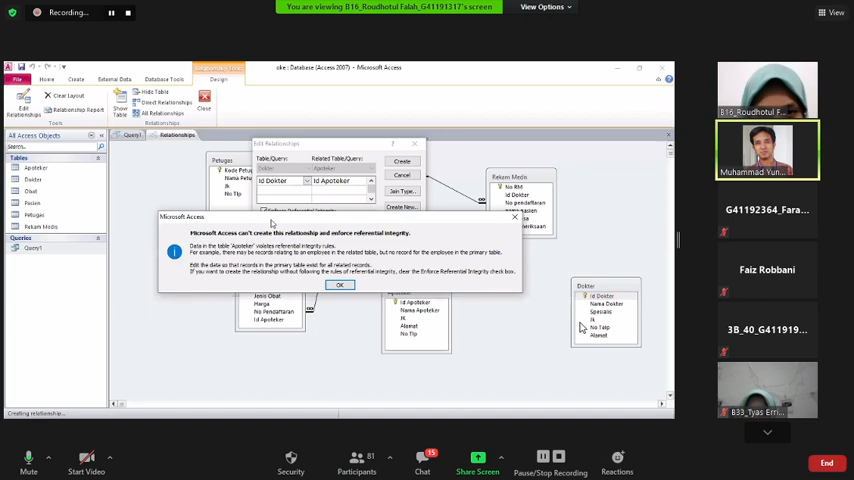 You are viewing B16_Roudhotul Falah_G41191317's screen
View Options
Recording...
View
oke : Database (Access 2007) - Microsoft Access
File
Home
Create
External Data
Database Tools
Design
Edit Relationships
Clear Layout
Relationship Report
Tools
Show Table
Hide Table
Direct Relationships
All Relationships
Relationships
Close
All Access Objects
Search...
Tables
Apoteker
Dokter
Obat
Pasien
Petugas
Rekam Medis
Queries
Query1
Query1
Relationships
Petugas
Kode Petu
Nama Petu
Jk
No Tlp
Edit Relationships
Table/Query:
Related Table/Query:
Dokter
Apoteker
Id Dokter
Id Apoteker
Enforce Referential Integrity
Create
Cancel
Join Type..
Create New..
Rekam Medis
No RM
Id Dokter
No pendaftaran
Microsoft Access
Microsoft Access can't create this relationship and enforce referential integrity.
Data in the table 'Apoteker' violates referential integrity rules.
For example, there may be records relating to an employee in the related table, but no record for the employee in the primary table.
Edit the data so that records in the primary table exist for all related records.
If you want to create the relationship without following the rules of referential integrity, clear the Enforce Referential Integrity check box.
OK
Jenis Obat
Harga
No Pendaftaran
Id Apoteker
Id Apoteker
Nama Apoteker
Jk
Alamat
No Tlp
Dokter
Id Dokter
Nama Dokter
Spesialis
Jk
No Telp
Alamat
Creating relationship...
B16_Roudhotul F...
Muhammad Yun...
G41192364_Fara...
Faiz Robbani
3B_40_G411919...
B33_Tyas Erri...
Mute
Start Video
Security
81
Participants
15
Chat
Share Screen
Pause/Stop Recording
Reactions
End